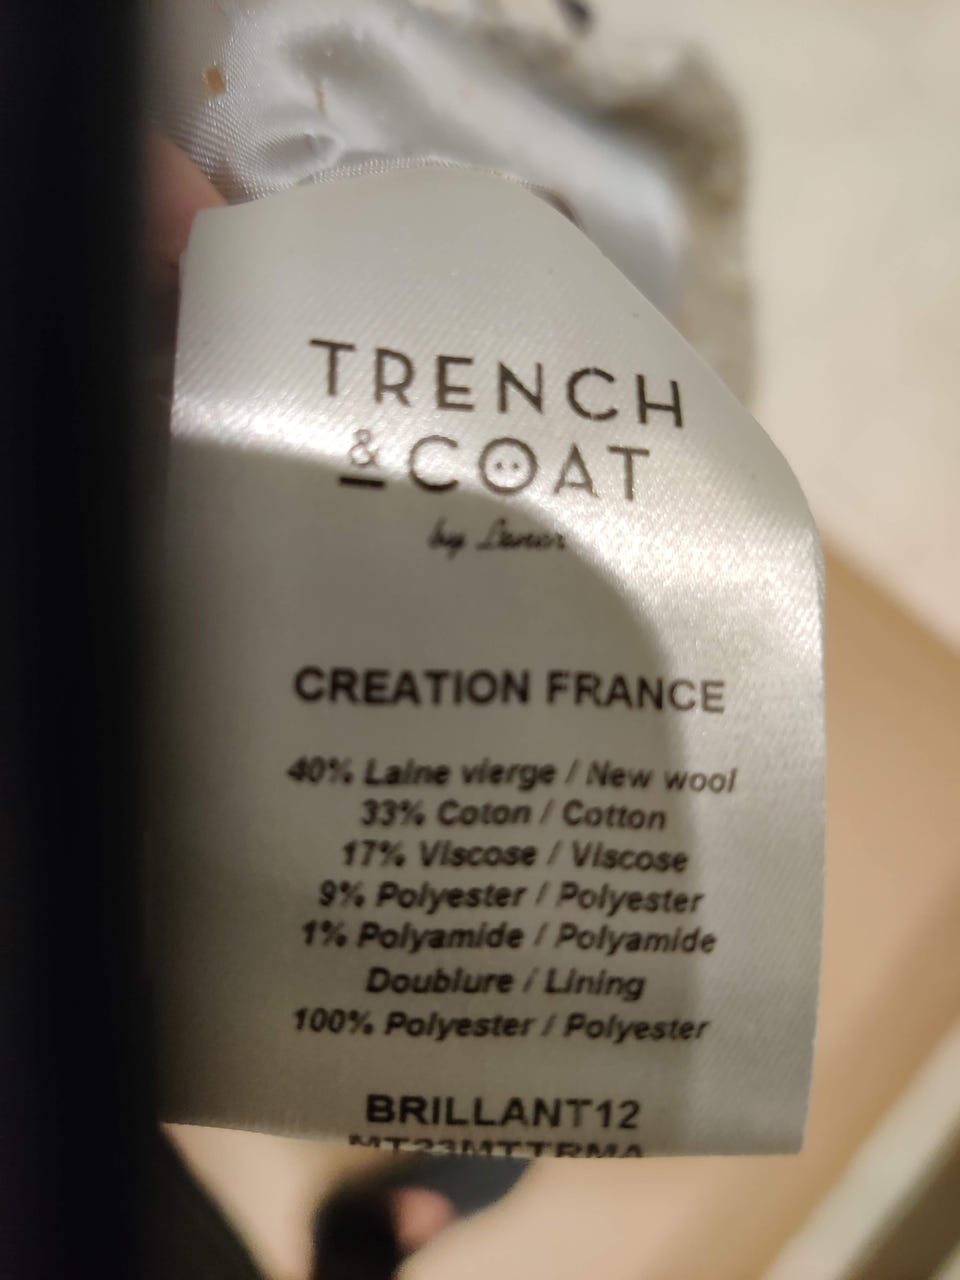 TRENCH
& COAT
by
CREATION FRANCE
40% Laine vierge / New wool
33% Coton / Cotton
17% Viscose / Viscose
9% Polyester / Polyester
1% Polyamide / Polyamide
Doublure / Lining
100% Polyester / Polyester
BRILLANT12